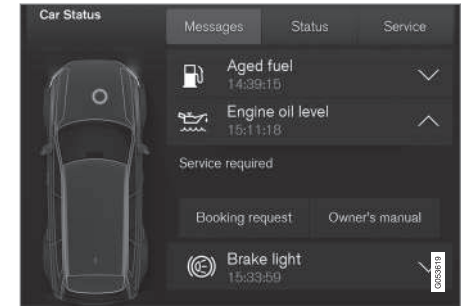 Car Status
Messages Status Service
Aged fuel
14:39:15
Engine oil level
15:11:18
Service required
Booking request Owner's manual
Brake light
15:33:59
G053619